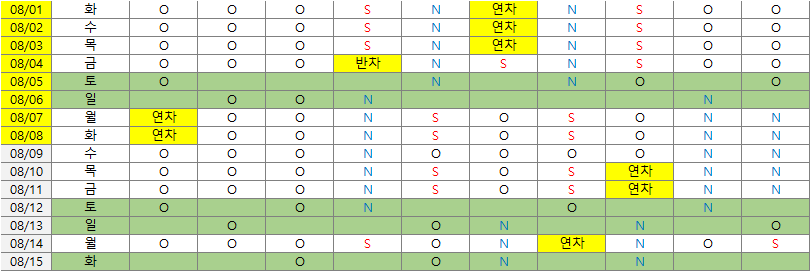 08/01 화 O O O S N 연차 N S O O
08/02 수 O O O S N 연차 N S O O
08/03 목 O O O S N 연차 N S O O
08/04 금 O O O 반차 N S N S O O
08/05 토 O N N O O
08/06 일 O O N N
08/07 월 연차 O O N S O S O N N
08/08 화 연차 O O N S O S O N N
08/09 수 O O O N O O O O N N
08/10 목 O O O N S O S 연차 N N
08/11 금 O O O N S O S 연차 N N
08/12 토 O O N O N
08/13 일 O O N N O
08/14 월 O O O S O N 연차 N O S
08/15 화 O O N N